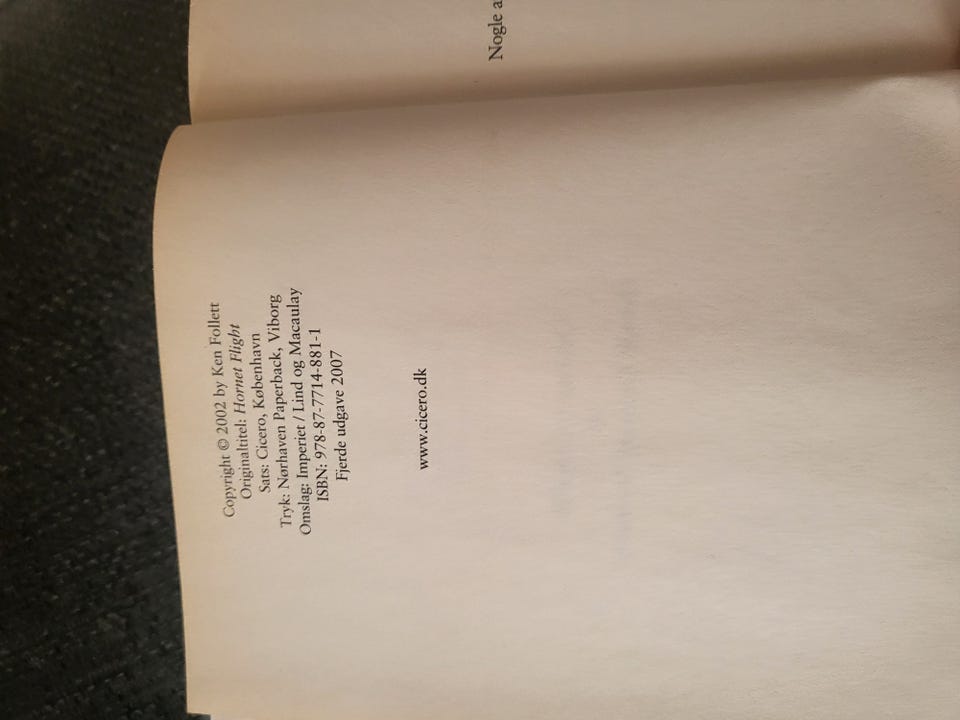 Copyright © 2002 by Ken Follett
Originaltitel: Hornet Flight
Sats: Cicero, København
Tryk: Nørhaven Paperback, Viborg
Omslag: Imperiet / Lind og Macaulay
ISBN: 978-87-7714-881-1
Fjerde udgave 2007
www.cicero.dk
Nogle a